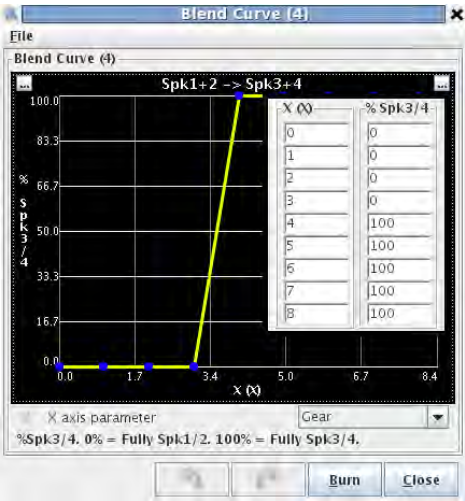 Blend Curve (4)
File
Blend Curve (4)
... Spk1+2 -> Spk3+4 ...
100.0
83.3
66.7
50.0
33.3
16.7
0.0
% Spk3/4
0.0 1.7 3.4 5.0 6.7 8.4
X (X)
X (X) % Spk3/4
0 0
1 0
2 0
3 0
4 100
5 100
6 100
7 100
8 100
X axis parameter Gear
%Spk3/4. 0% = Fully Spk1/2. 100% = Fully Spk3/4.
Burn Close